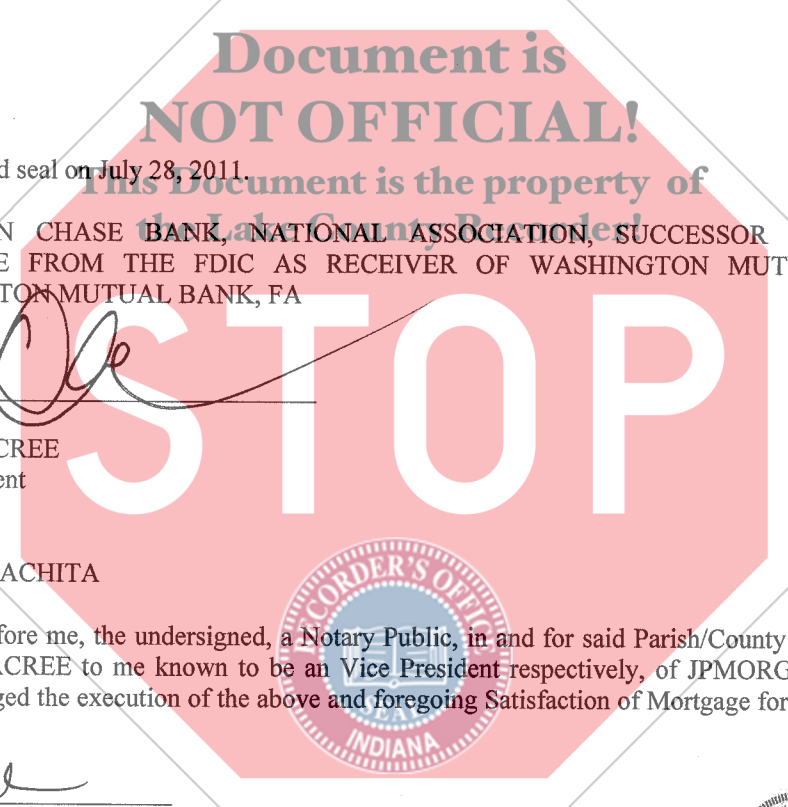 Document is
NOT OFFICIAL!
d seal on July 28, 2011.
This Document is the property of
the Lake County Recorder!
N CHASE BANK, NATIONAL ASSOCIATION, SUCCESSOR
E FROM THE FDIC AS RECEIVER OF WASHINGTON MUT
TON MUTUAL BANK, FA
STOP
CREE
ent
ACHITA
RECORDER'S OFFICE
fore me, the undersigned, a Notary Public, in and for said Parish/County
ACREE to me known to be an Vice President respectively, of JPMORG
ged the execution of the above and foregoing Satisfaction of Mortgage for
SEAL
INDIANA